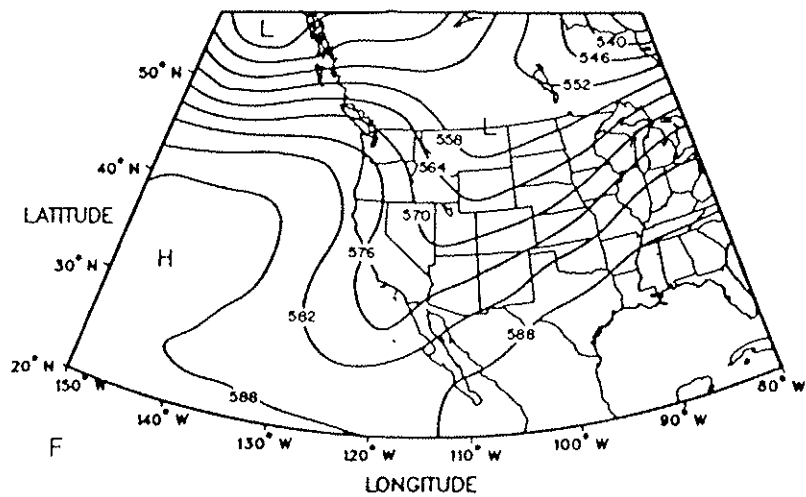 L
540
546
50° N
552
558
L
564
40° N
570
LATITUDE
H
576
30° N
582
588
20° N
150° W
588
80° W
140° W
90° W
130° W
120° W
110° W
100° W
F
LONGITUDE